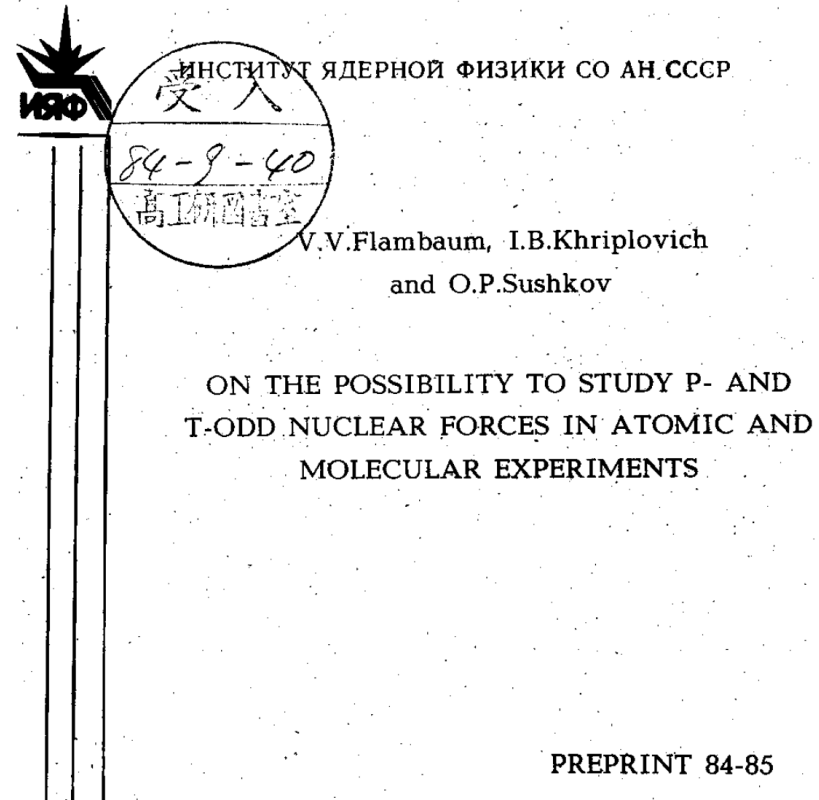 ИНСТИТУТ ЯДЕРНОЙ ФИЗИКИ СО АН СССР
ИЯФ
受入
84-9-40
高工研図書室
V.V.Flambaum, I.B.Khriplovich
and O.P.Sushkov
ON THE POSSIBILITY TO STUDY P- AND
T-ODD NUCLEAR FORCES IN ATOMIC AND
MOLECULAR EXPERIMENTS
PREPRINT 84-85